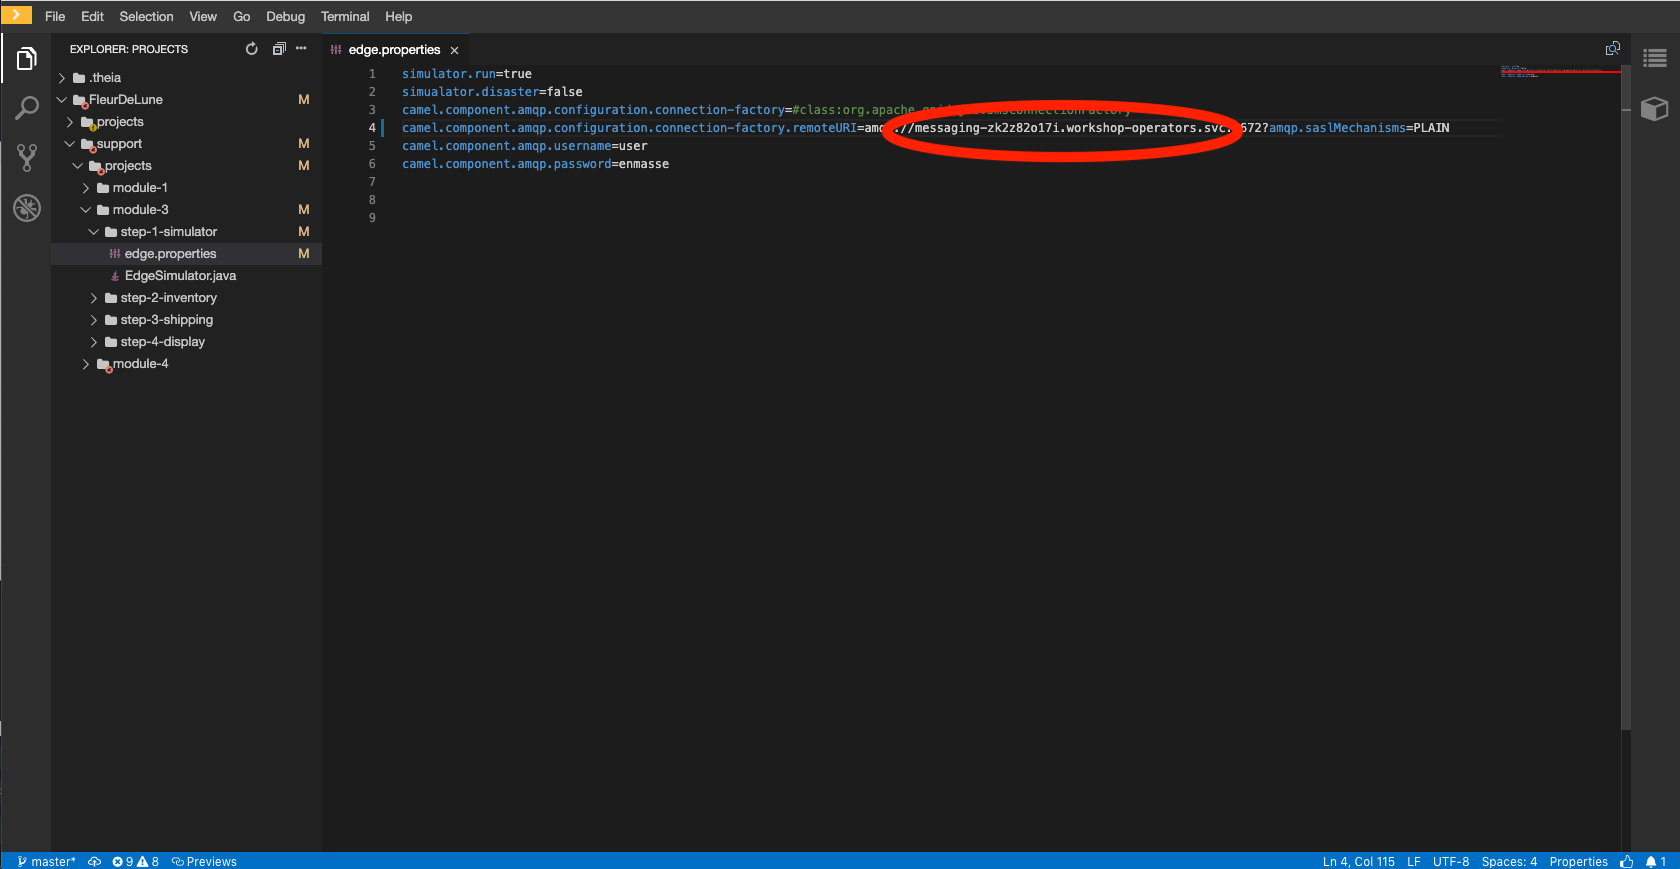 File Edit Selection View Go Debug Terminal Help
EXPLORER: PROJECTS
edge.properties
.theia
FleurDeLune M
projects
support M
projects M
module-1
module-3 M
step-1-simulator M
edge.properties M
EdgeSimulator.java
step-2-inventory
step-3-shipping
step-4-display
module-4
1 simulator.run=true
2 simualator.disaster=false
3 camel.component.amqp.configuration.connection-factory=#class:org.apache
4 camel.component.amqp.configuration.connection-factory.remoteURI=am //messaging-zk2z82o17i.workshop-operators.svc 672?amqp.saslMechanisms=PLAIN
5 camel.component.amqp.username=user
6 camel.component.amqp.password=enmasse
7
8
9
master* 9 8 Previews
Ln 4, Col 115 LF UTF-8 Spaces: 4 Properties 1